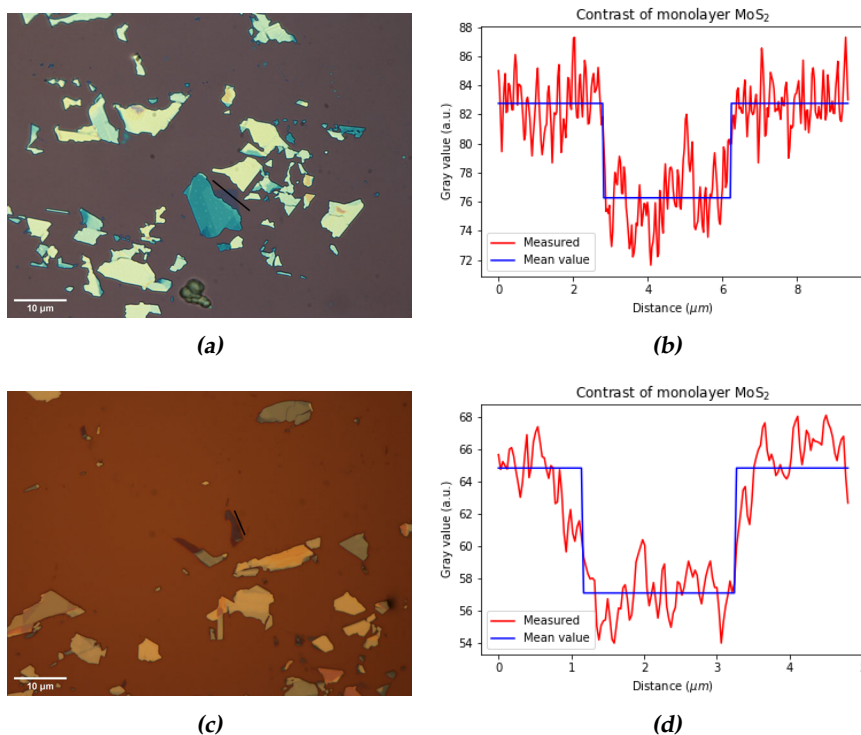 10 μm
(a)
Contrast of monolayer MoS₂
Gray value (a.u.)
88
86
84
82
80
78
76
74
72
Measured
Mean value
0
2
4
6
8
Distance (μm)
(b)
10 μm
(c)
Contrast of monolayer MoS₂
Gray value (a.u.)
68
66
64
62
60
58
56
54
Measured
Mean value
0
1
2
3
4
Distance (μm)
(d)